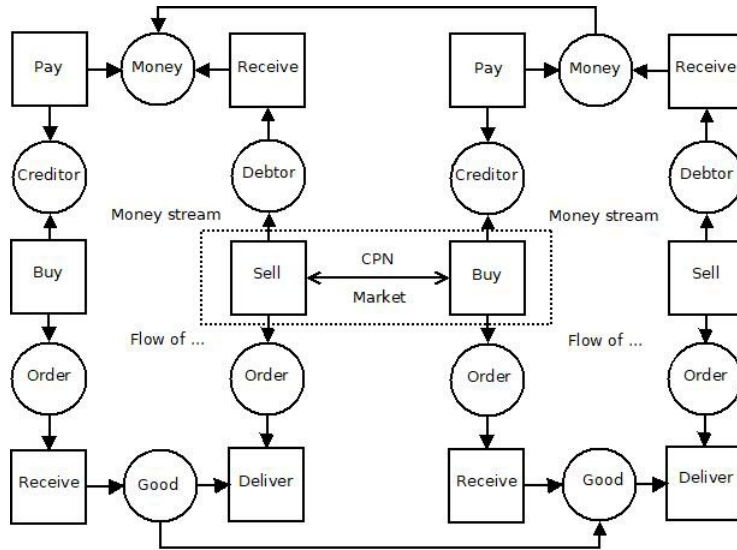 Pay
Money
Receive
Pay
Money
Receive
Creditor
Debtor
Creditor
Debtor
Money stream
Money stream
Buy
Sell
CPN
Market
Buy
Sell
Flow of ...
Flow of ...
Order
Order
Order
Order
Receive
Good
Deliver
Receive
Good
Deliver